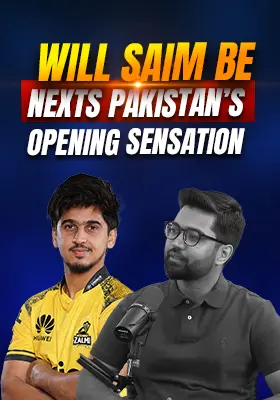 WILL SAIM BE
NEXTS PAKISTAN'S
OPENING SENSATION
HUAWEI
ZALMI